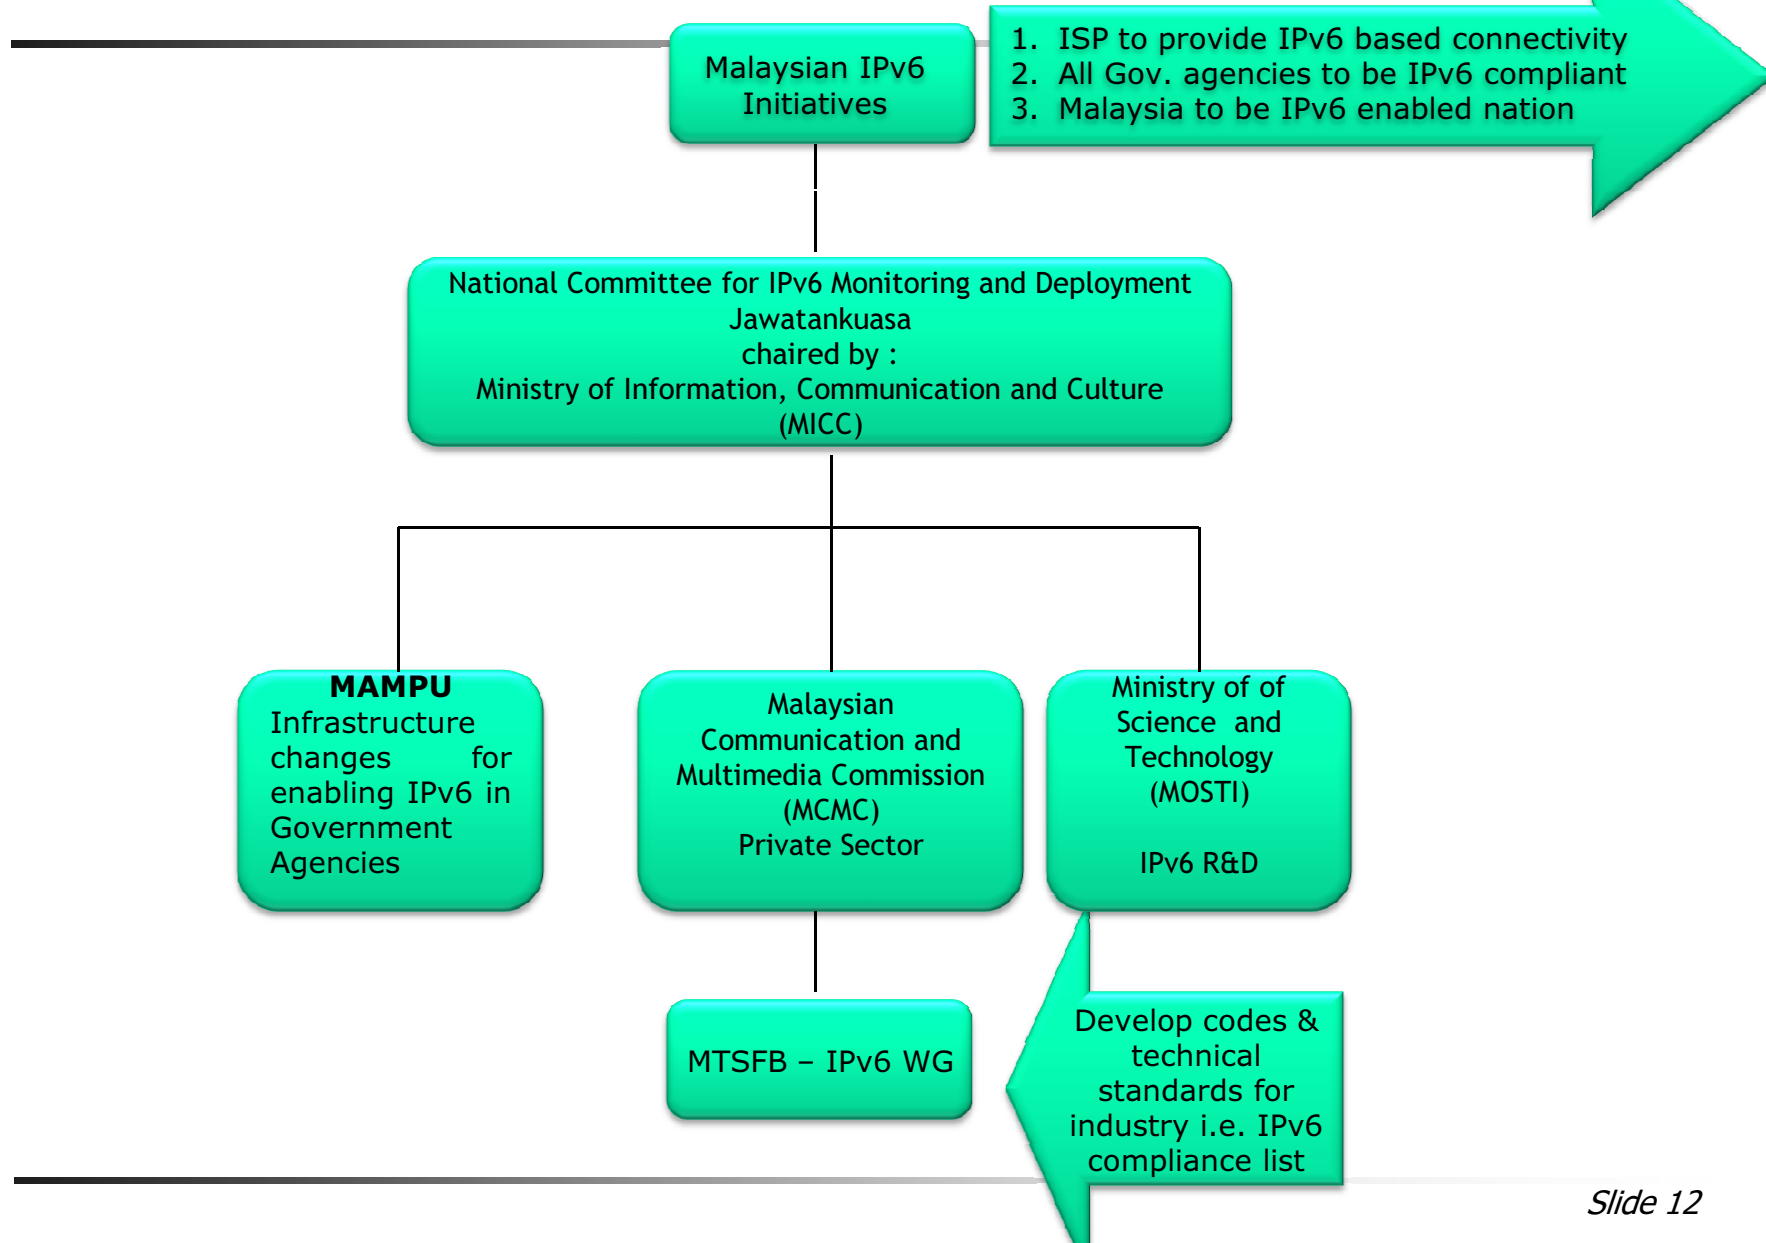 Malaysian IPv6
Initiatives
1. ISP to provide IPv6 based connectivity
2. All Gov. agencies to be IPv6 compliant
3. Malaysia to be IPv6 enabled nation
National Committee for IPv6 Monitoring and Deployment
Jawatankuasa
chaired by :
Ministry of Information, Communication and Culture
(MICC)
MAMPU
Infrastructure
changes for
enabling IPv6 in
Government
Agencies
Malaysian
Communication and
Multimedia Commission
(MCMC)
Private Sector
Ministry of of
Science and
Technology
(MOSTI)
IPv6 R&D
MTSFB – IPv6 WG
Develop codes &
technical
standards for
industry i.e. IPv6
compliance list
Slide 12